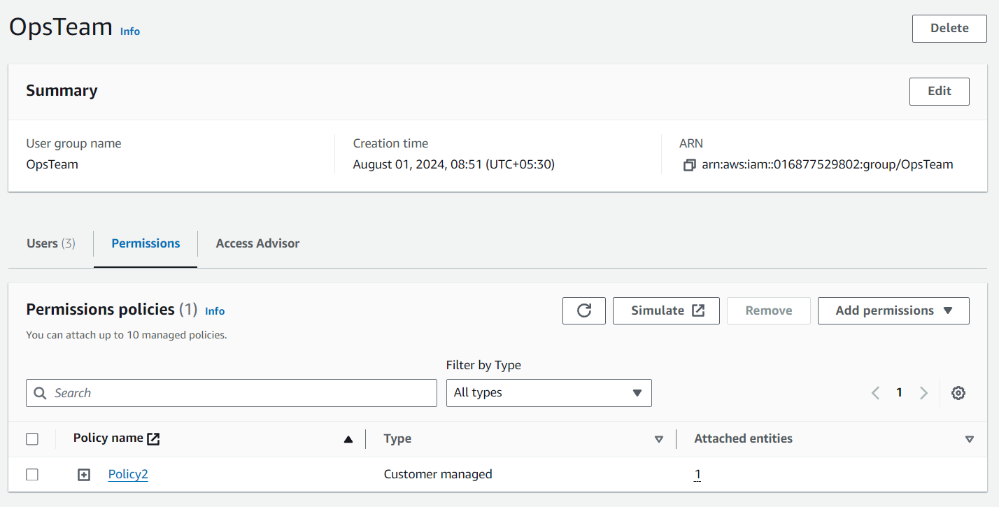 OpsTeam Info
Delete
Summary
Edit
User group name
OpsTeam
Creation time
August 01, 2024, 08:51 (UTC+05:30)
ARN
arn:aws:iam::016877529802:group/OpsTeam
Users (3)
Permissions
Access Advisor
Permissions policies (1) Info
You can attach up to 10 managed policies.
Simulate
Remove
Add permissions
Filter by Type
Search
All types
1
Policy name
Type
Attached entities
Policy2
Customer managed
1